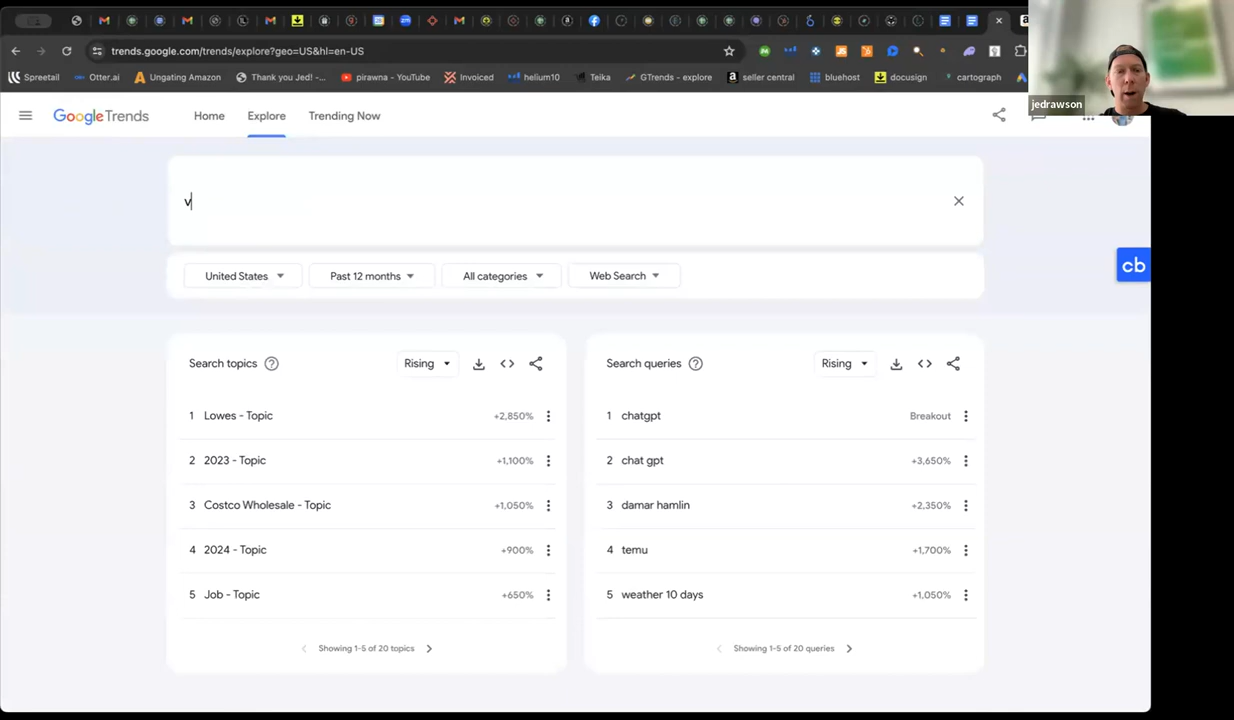 trends.google.com/trends/explore?geo=US&hl=en-US
Spreetail
Otter.ai
Ungating Amazon
Thank you Jed! -...
pirawna - YouTube
Invoiced
helium10
Teika
GTrends - explore
seller central
bluehost
docusign
cartograph
jedrawson
Google Trends
Home
Explore
Trending Now
v
cb
United States
Past 12 months
All categories
Web Search
Search topics
Rising
1 Lowes - Topic +2,850%
2 2023 - Topic +1,100%
3 Costco Wholesale - Topic +1,050%
4 2024 - Topic +900%
5 Job - Topic +650%
Showing 1-5 of 20 topics
Search queries
Rising
1 chatgpt Breakout
2 chat gpt +3,650%
3 damar hamlin +2,350%
4 temu +1,700%
5 weather 10 days +1,050%
Showing 1-5 of 20 queries